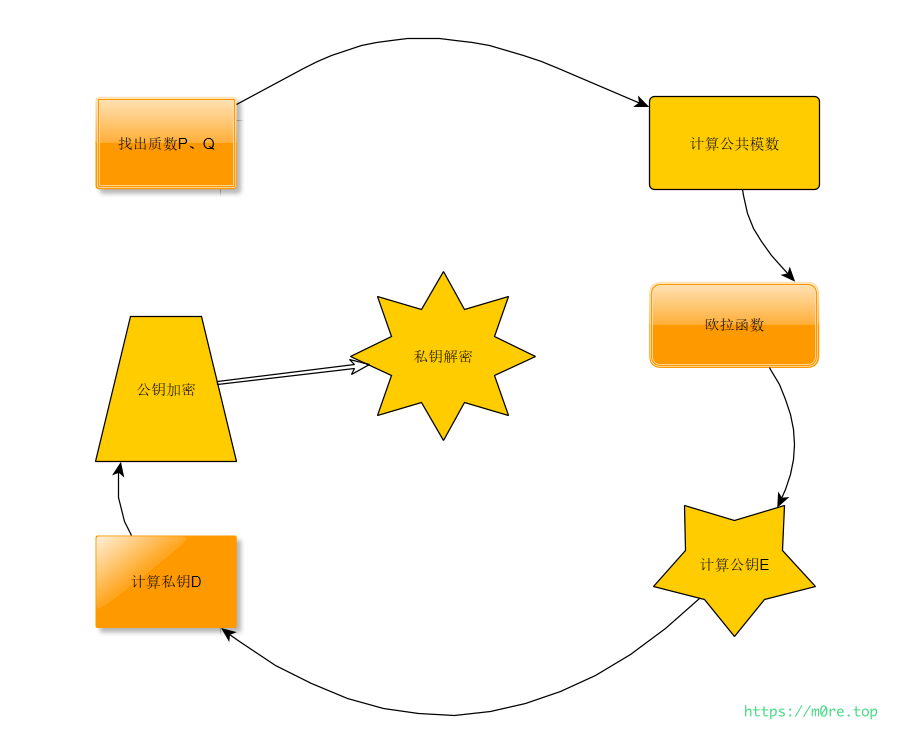 找出质数P、Q
计算公共模数
欧拉函数
私钥解密
公钥加密
计算公钥E
计算私钥D
https://m0re.top